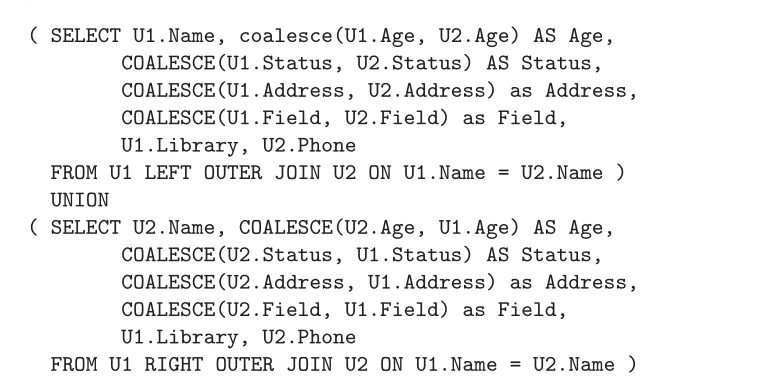 ( SELECT U1.Name, coalesce(U1.Age, U2.Age) AS Age,
COALESCE(U1.Status, U2.Status) AS Status,
COALESCE(U1.Address, U2.Address) as Address,
COALESCE(U1.Field, U2.Field) as Field,
U1.Library, U2.Phone
FROM U1 LEFT OUTER JOIN U2 ON U1.Name = U2.Name )
UNION
( SELECT U2.Name, COALESCE(U2.Age, U1.Age) AS Age,
COALESCE(U2.Status, U1.Status) AS Status,
COALESCE(U2.Address, U1.Address) as Address,
COALESCE(U2.Field, U1.Field) as Field,
U1.Library, U2.Phone
FROM U1 RIGHT OUTER JOIN U2 ON U1.Name = U2.Name )